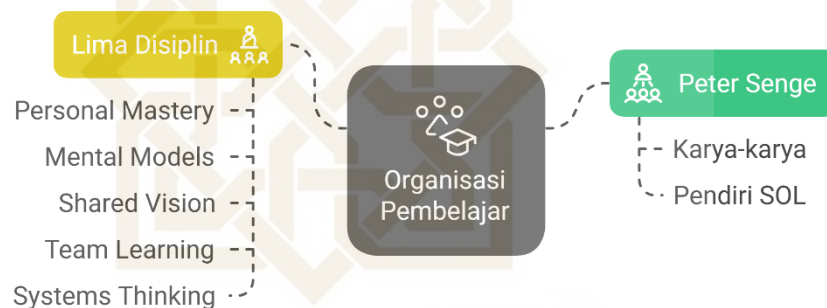 Lima Disiplin
Personal Mastery
Mental Models
Shared Vision
Team Learning
Systems Thinking
Organisasi
Pembelajar
Peter Senge
Karya-karya
Pendiri SOL